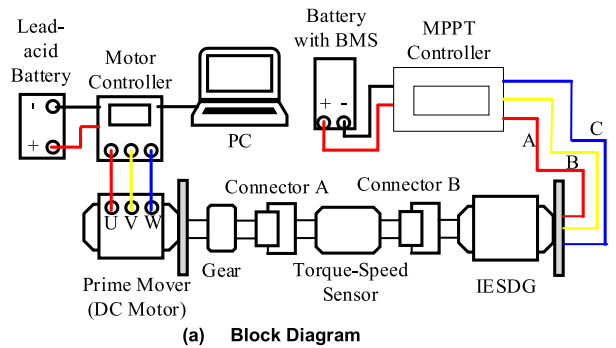 Lead-
acid
Battery
-
+
Motor
Controller
PC
Battery
with BMS
+ -
MPPT
Controller
A
B
C
U V W
Prime Mover
(DC Motor)
Gear
Connector A
Torque-Speed
Sensor
Connector B
IESDG
(a) Block Diagram